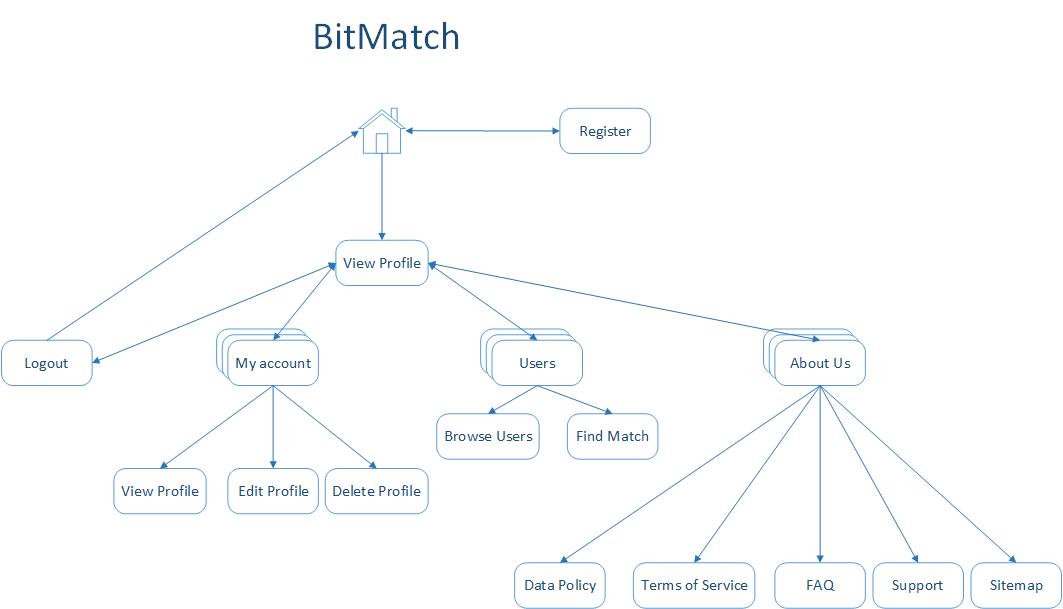 BitMatch
Register
View Profile
Logout
My account
Users
About Us
Browse Users
Find Match
View Profile
Edit Profile
Delete Profile
Data Policy
Terms of Service
FAQ
Support
Sitemap